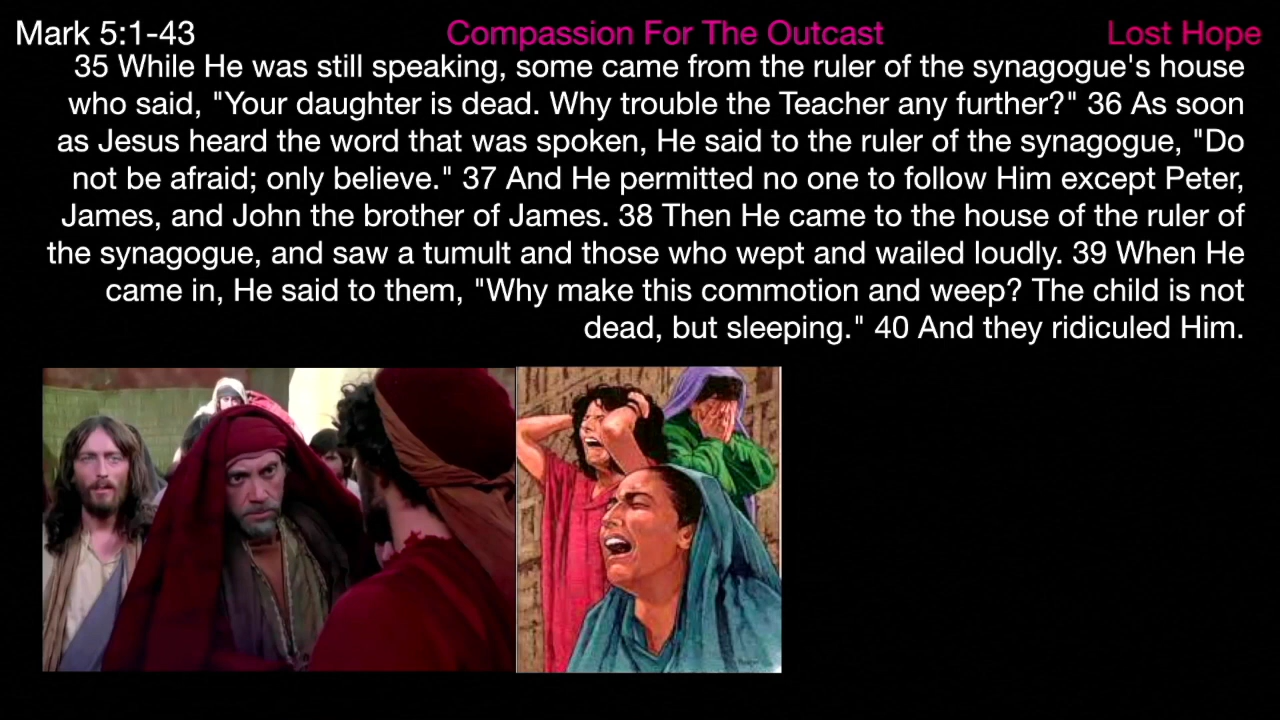 Mark 5:1-43 Compassion For The Outcast Lost Hope
35 While He was still speaking, some came from the ruler of the synagogue's house
who said, "Your daughter is dead. Why trouble the Teacher any further?" 36 As soon
as Jesus heard the word that was spoken, He said to the ruler of the synagogue, "Do
not be afraid; only believe." 37 And He permitted no one to follow Him except Peter,
James, and John the brother of James. 38 Then He came to the house of the ruler of
the synagogue, and saw a tumult and those who wept and wailed loudly. 39 When He
came in, He said to them, "Why make this commotion and weep? The child is not
dead, but sleeping." 40 And they ridiculed Him.